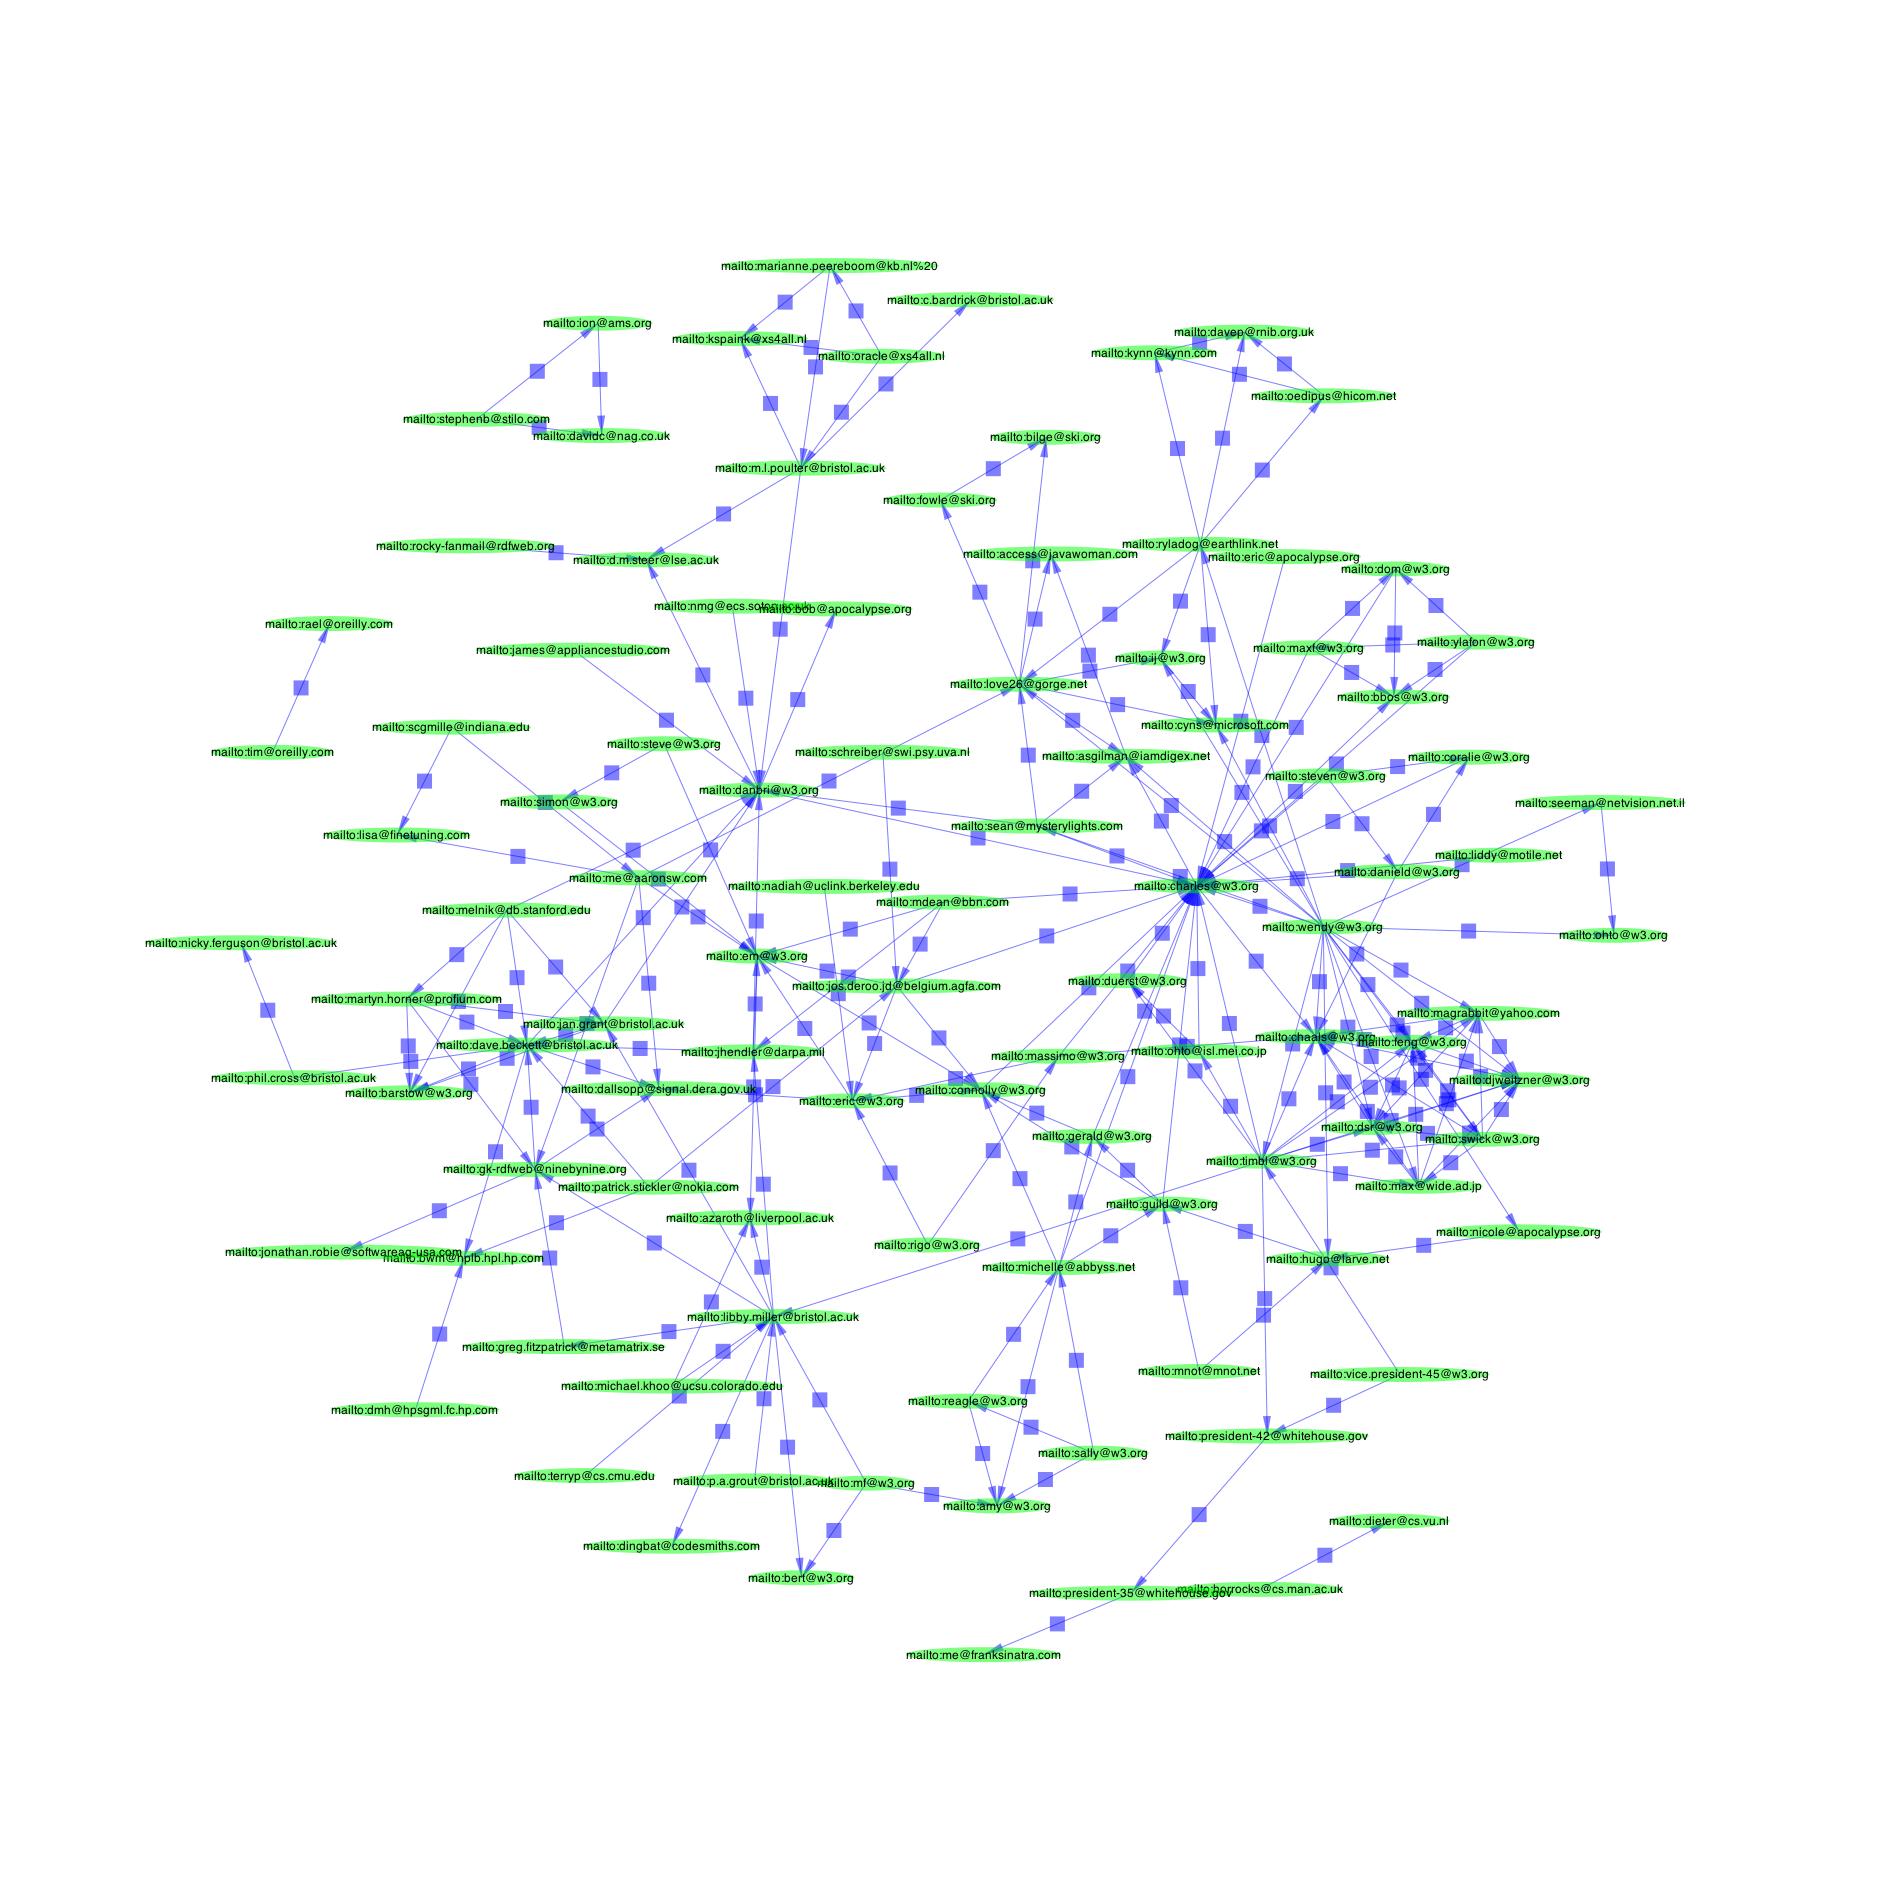 mailto:marianne.peereboom@kb.nl%20
mailto:c.bardrick@bristol.ac.uk
mailto:ion@ams.org
mailto:davep@rnib.org.uk
mailto:kspaink@xs4all.nl
mailto:oracle@xs4all.nl
mailto:kynn@kynn.com
mailto:oedipus@hicom.net
mailto:stephenb@stilo.com
mailto:davidc@nag.co.uk
mailto:bilge@ski.org
mailto:m.l.poulter@bristol.ac.uk
mailto:fowle@ski.org
mailto:rocky-fanmail@rdfweb.org
mailto:d.m.steer@lse.ac.uk
mailto:access@javawoman.com
mailto:ryladog@earthlink.net
mailto:eric@apocalypse.org
mailto:dom@w3.org
mailto:nmg@ecs.soton.ac.uk
mailto:bob@apocalypse.org
mailto:rael@oreilly.com
mailto:james@appliancestudio.com
mailto:ij@w3.org
mailto:maxf@w3.org
mailto:ylafon@w3.org
mailto:love26@gorge.net
mailto:bbos@w3.org
mailto:scgmille@indiana.edu
mailto:cyns@microsoft.com
mailto:tim@oreilly.com
mailto:steve@w3.org
mailto:schreiber@swi.psy.uva.nl
mailto:asgilman@iamdigex.net
mailto:coralie@w3.org
mailto:steven@w3.org
mailto:danbri@w3.org
mailto:simon@w3.org
mailto:seeman@netvision.net.il
mailto:lisa@finetuning.com
mailto:sean@mysterylights.com
mailto:liddy@motile.net
mailto:me@aaronsw.com
mailto:nadiah@uclink.berkeley.edu
mailto:charles@w3.org
mailto:danield@w3.org
mailto:mdean@bbn.com
mailto:melnik@db.stanford.edu
mailto:wendy@w3.org
mailto:ohto@w3.org
mailto:nicky.ferguson@bristol.ac.uk
mailto:em@w3.org
mailto:jos.deroo.jd@belgium.agfa.com
mailto:duerst@w3.org
mailto:martyn.horner@profium.com
mailto:magrabbit@yahoo.com
mailto:jan.grant@bristol.ac.uk
mailto:chaals@w3.org
mailto:feng@w3.org
mailto:dave.beckett@bristol.ac.uk
mailto:jhendler@darpa.mil
mailto:massimo@w3.org
mailto:ohto@isl.mei.co.jp
mailto:phil.cross@bristol.ac.uk
mailto:djweitzner@w3.org
mailto:barstow@w3.org
mailto:dallsopp@signal.dera.gov.uk
mailto:eric@w3.org
mailto:connolly@w3.org
mailto:dsr@w3.org
mailto:gerald@w3.org
mailto:swick@w3.org
mailto:gk-rdfweb@ninebynine.org
mailto:timbl@w3.org
mailto:patrick.stickler@nokia.com
mailto:max@wide.ad.jp
mailto:guild@w3.org
mailto:azaroth@liverpool.ac.uk
mailto:nicole@apocalypse.org
mailto:rigo@w3.org
mailto:jonathan.robie@softwareag-usa.com
mailto:bwm@hplb.hpl.hp.com
mailto:hugo@larve.net
mailto:michelle@abbyss.net
mailto:libby.miller@bristol.ac.uk
mailto:greg.fitzpatrick@metamatrix.se
mailto:mnot@mnot.net
mailto:vice.president-45@w3.org
mailto:michael.khoo@ucsu.colorado.edu
mailto:reagle@w3.org
mailto:dmh@hpsgml.fc.hp.com
mailto:president-42@whitehouse.gov
mailto:sally@w3.org
mailto:terryp@cs.cmu.edu
mailto:p.a.grout@bristol.ac.uk
mailto:mf@w3.org
mailto:amy@w3.org
mailto:dieter@cs.vu.nl
mailto:dingbat@codesmiths.com
mailto:bert@w3.org
mailto:president-35@whitehouse.gov
mailto:horrocks@cs.man.ac.uk
mailto:me@franksinatra.com